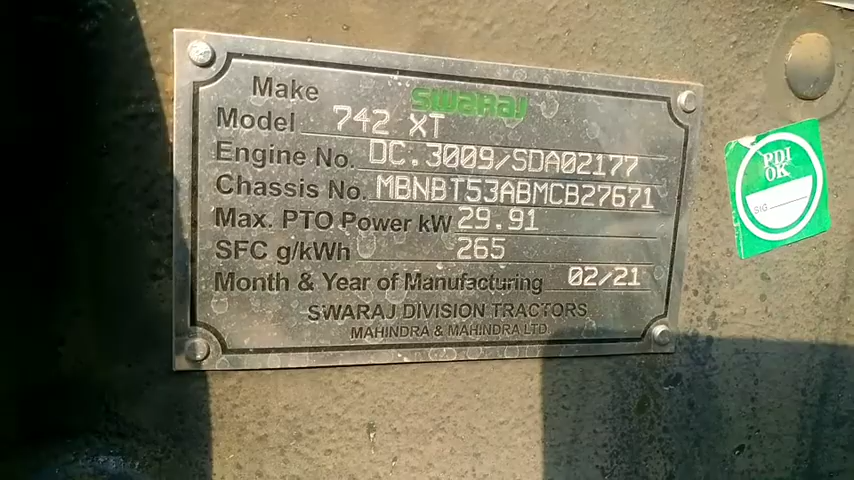 Make SWARAJ
Model 742 XT
Engine No. DC.3009/SDA02177
Chassis No. MBNBT53ABMCB27671
Max. PTO Power kW 29.91
SFC g/kWh 265
Month & Year of Manufacturing 02/21
SWARAJ DIVISION TRACTORS
MAHINDRA & MAHINDRA LTD.
PDI
OK
SIG